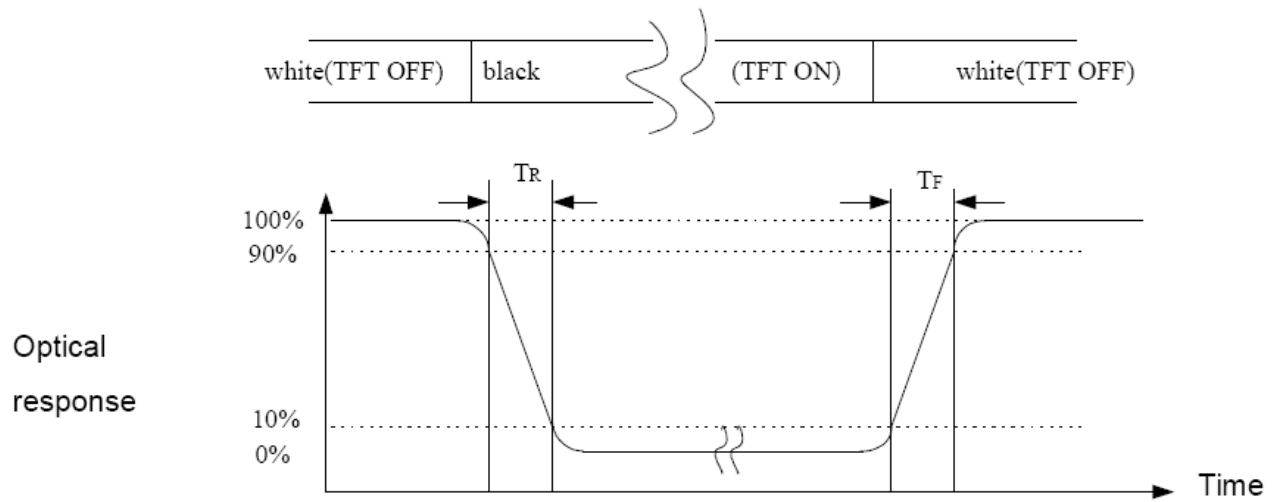 white(TFT OFF) black (TFT ON) white(TFT OFF)
TR TF
100%
90%
Optical
response
10%
0%
Time